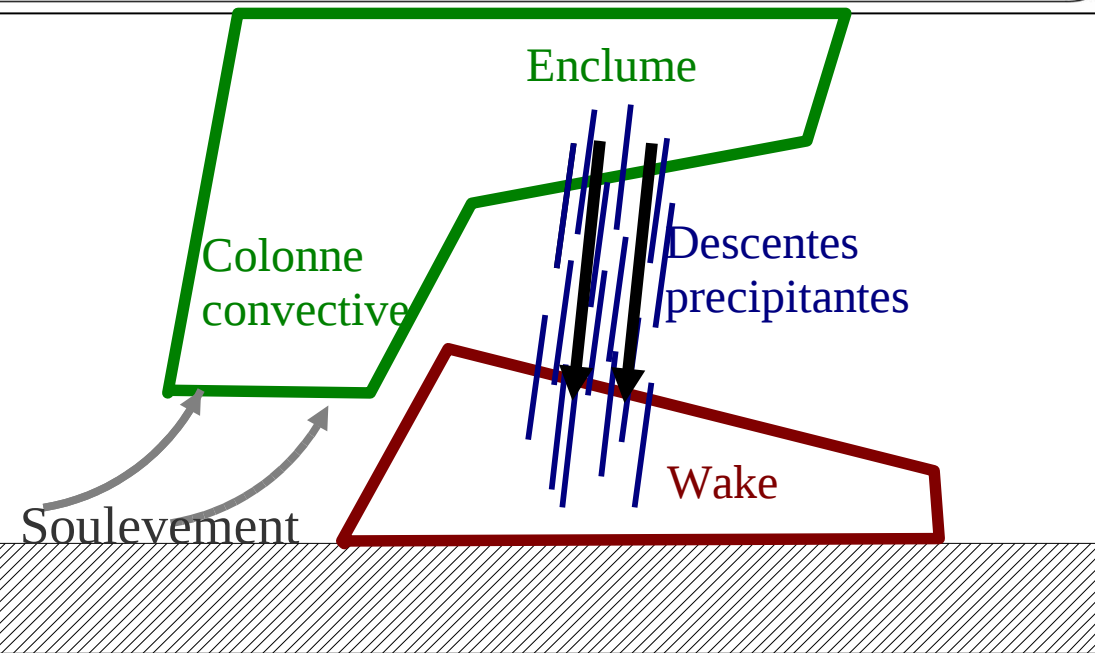 Enclume
Colonne
convective
Descentes
precipitantes
Wake
Soulevement